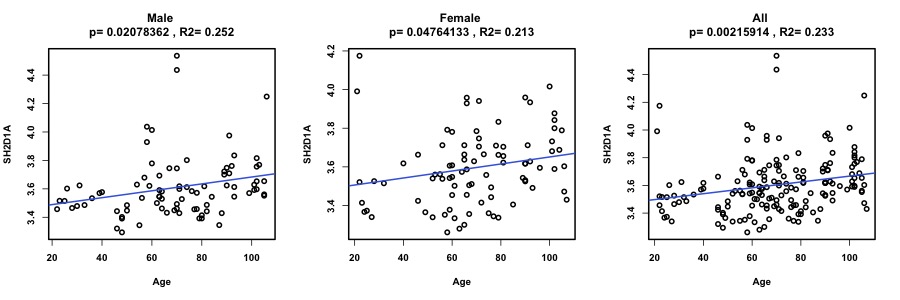 Male
p= 0.02078362 , R2= 0.252
SH2D1A
4.4
4.2
4.0
3.8
3.6
3.4
20 40 60 80 100
Age
Female
p= 0.04764133 , R2= 0.213
SH2D1A
4.2
4.0
3.8
3.6
3.4
20 40 60 80 100
Age
All
p= 0.00215914 , R2= 0.233
SH2D1A
4.4
4.2
4.0
3.8
3.6
3.4
20 40 60 80 100
Age